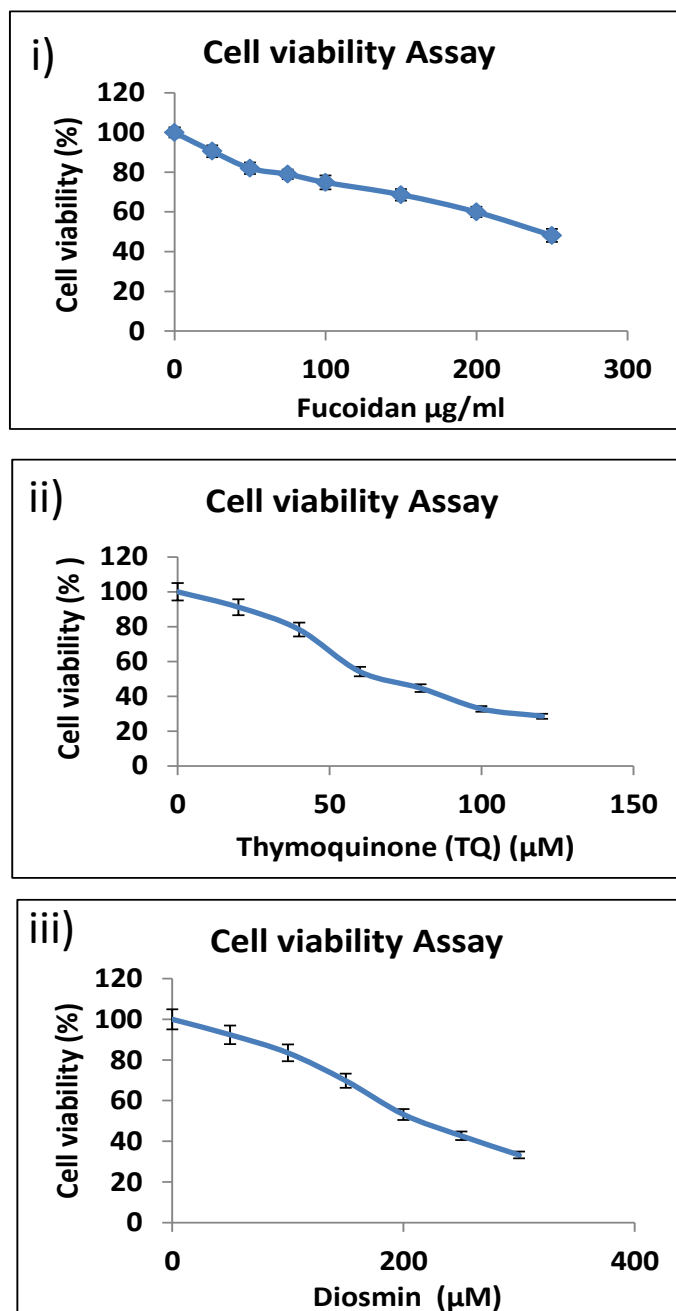 i)
Cell viability Assay
Cell viability (%)
120
100
80
60
40
20
0
0 100 200 300
Fucoidan µg/ml
ii)
Cell viability Assay
Cell viability (% )
120
100
80
60
40
20
0
0 50 100 150
Thymoquinone (TQ) (µM)
iii)
Cell viability Assay
Cell viability (%)
120
100
80
60
40
20
0
0 200 400
Diosmin (µM)